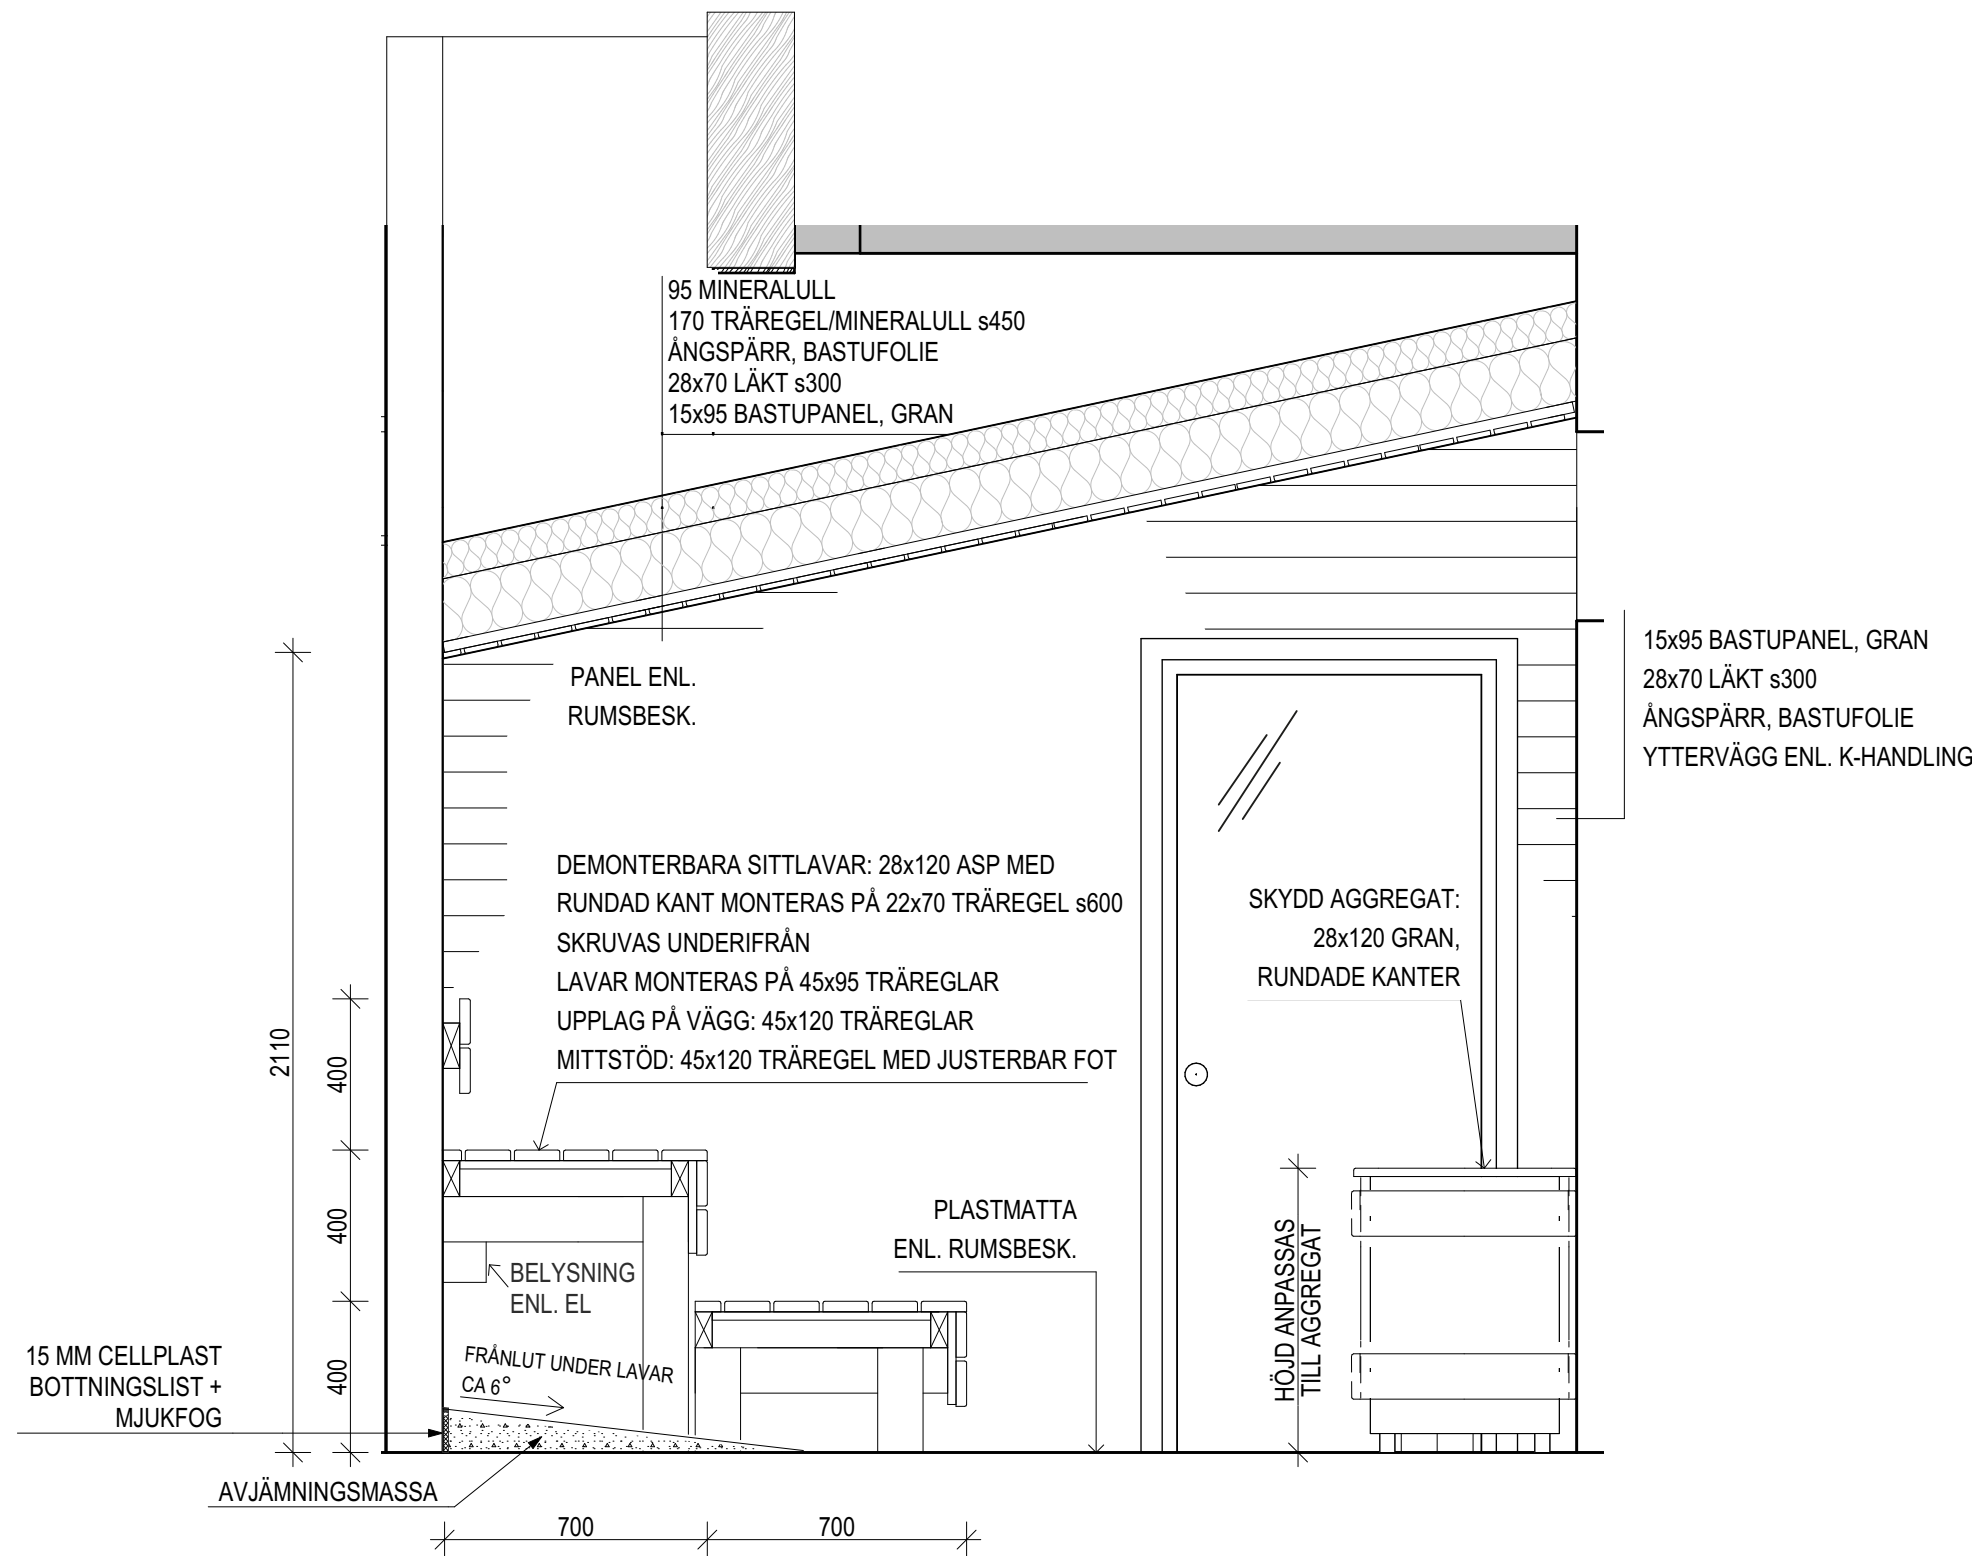 95 MINERALULL
170 TRÄREGEL/MINERALULL s450
ÅNGSPÄRR, BASTUFOLIE
28x70 LÄKT s300
15x95 BASTUPANEL, GRAN
PANEL ENL.
RUMSBESK.
15x95 BASTUPANEL, GRAN
28x70 LÄKT s300
ÅNGSPÄRR, BASTUFOLIE
YTTERVÄGG ENL. K-HANDLING
DEMONTERBARA SITTLAVAR: 28x120 ASP MED
RUNDAD KANT MONTERAS PÅ 22x70 TRÄREGEL s600
SKRUVAS UNDERIFRÅN
LAVAR MONTERAS PÅ 45x95 TRÄREGLAR
UPPLAG PÅ VÄGG: 45x120 TRÄREGLAR
MITTSTÖD: 45x120 TRÄREGEL MED JUSTERBAR FOT
SKYDD AGGREGAT:
28x120 GRAN,
RUNDADE KANTER
2110
400
400
400
PLASTMATTA
ENL. RUMSBESK.
HÖJD ANPASSAS
TILL AGGREGAT
BELYSNING
ENL. EL
FRÅNLUT UNDER LAVAR
CA 6°
15 MM CELLPLAST
BOTTNINGSLIST +
MJUKFOG
AVJÄMNINGSMASSA
700
700